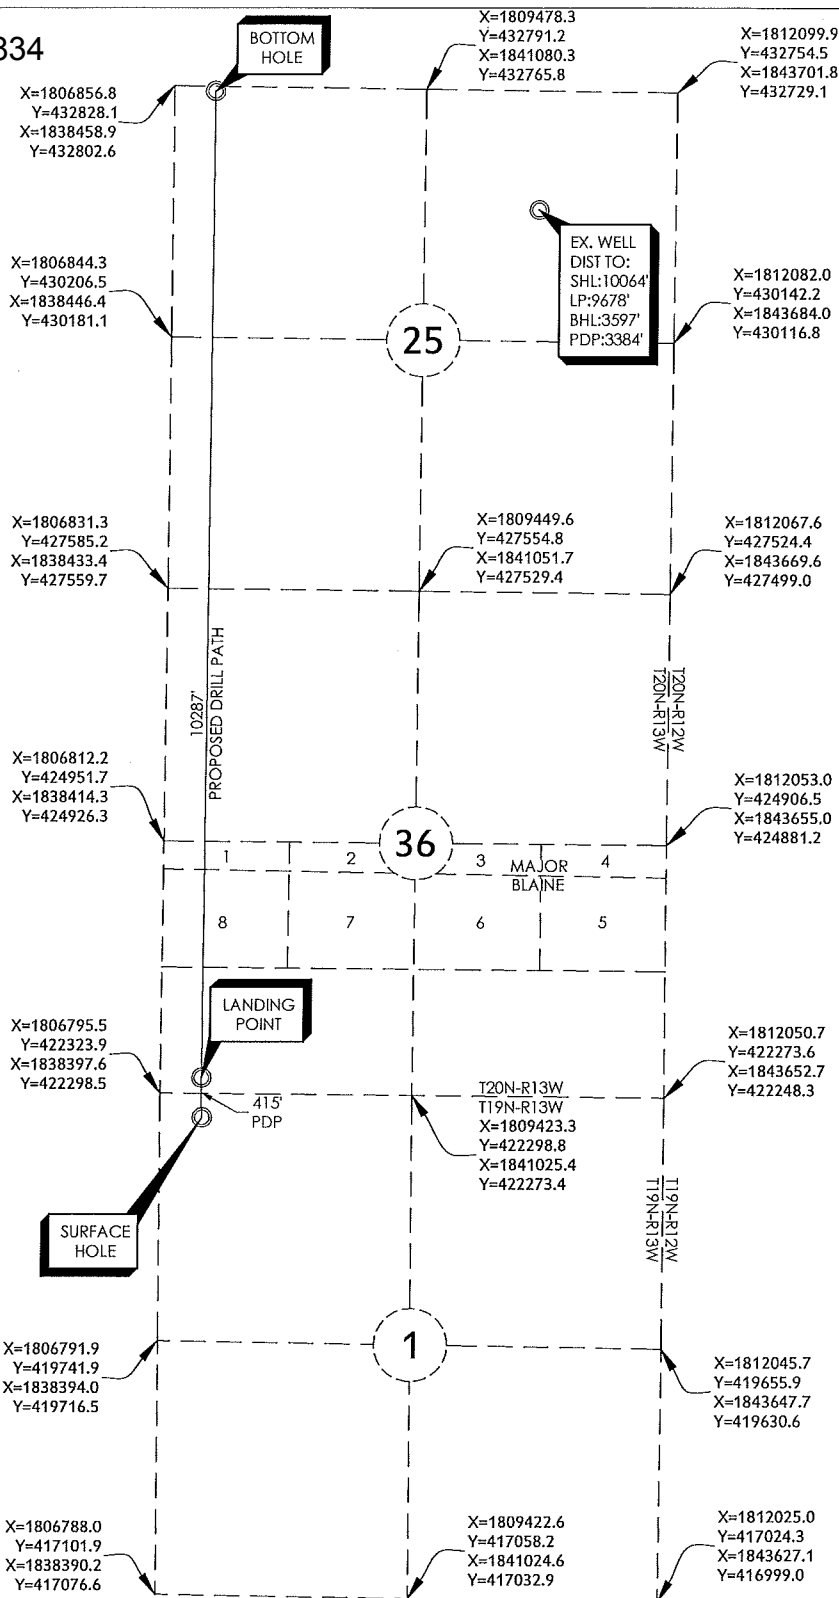 334
BOTTOM
HOLE
X=1809478.3
Y=432791.2
X=1841080.3
Y=432765.8
X=1812099.9
Y=432754.5
X=1843701.8
Y=432729.1
X=1806856.8
Y=432828.1
X=1838458.9
Y=432802.6
EX. WELL
DIST TO:
SHL:10064'
LP:9678'
BHL:3597'
PDP:3384'
X=1806844.3
Y=430206.5
X=1838446.4
Y=430181.1
25
X=1812082.0
Y=430142.2
X=1843684.0
Y=430116.8
X=1806831.3
Y=427585.2
X=1838433.4
Y=427559.7
X=1809449.6
Y=427554.8
X=1841051.7
Y=427529.4
X=1812067.6
Y=427524.4
X=1843669.6
Y=427499.0
10287'
PROPOSED DRILL PATH
T20N-R12W
T20N-R13W
X=1806812.2
Y=424951.7
X=1838414.3
Y=424926.3
36
X=1812053.0
Y=424906.5
X=1843655.0
Y=424881.2
1
2
3
4
MAJOR
BLAINE
8
7
6
5
LANDING
POINT
X=1806795.5
Y=422323.9
X=1838397.6
Y=422298.5
415'
PDP
T20N-R13W
T19N-R13W
X=1809423.3
Y=422298.8
X=1841025.4
Y=422273.4
X=1812050.7
Y=422273.6
X=1843652.7
Y=422248.3
SURFACE
HOLE
T19N-R12W
T19N-R13W
X=1806791.9
Y=419741.9
X=1838394.0
Y=419716.5
1
X=1812045.7
Y=419655.9
X=1843647.7
Y=419630.6
X=1806788.0
Y=417101.9
X=1838390.2
Y=417076.6
X=1809422.6
Y=417058.2
X=1841024.6
Y=417032.9
X=1812025.0
Y=417024.3
X=1843627.1
Y=416999.0